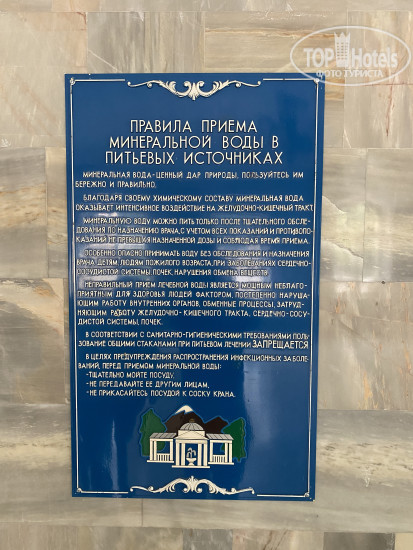 TOPHotels
ФОТО ТУРИСТА
ПРАВИЛА ПРИЕМА
МИНЕРАЛЬНОЙ ВОДЫ В
ПИТЬЕВЫХ ИСТОЧНИКАХ
МИНЕРАЛЬНАЯ ВОДА-ЦЕННЫЙ ДАР ПРИРОДЫ, ПОЛЬЗУЙТЕСЬ ИМ
БЕРЕЖНО И ПРАВИЛЬНО.
БЛАГОДАРЯ СВОЕМУ ХИМИЧЕСКОМУ СОСТАВУ МИНЕРАЛЬНАЯ ВОДА
ОКАЗЫВАЕТ ИНТЕНСИВНОЕ ВОЗДЕЙСТВИЕ НА ЖЕЛУДОЧНО-КИШЕЧНЫЙ ТРАКТ.
МИНЕРАЛЬНУЮ ВОДУ МОЖНО ПИТЬ ТОЛЬКО ПОСЛЕ ТЩАТЕЛЬНОГО ОБСЛЕ-
ДОВАНИЯ ПО НАЗНАЧЕНИЮ ВРАЧА, С УЧЕТОМ ВСЕХ ПОКАЗАНИЙ И ПРОТИВОПО-
КАЗАНИЙ НЕ ПРЕВЫШАЯ НАЗНАЧЕННОЙ ДОЗЫ И СОБЛЮДАЯ ВРЕМЯ ПРИЕМА.
ОСОБЕННО ОПАСНО ПРИНИМАТЬ ВОДУ БЕЗ ОБСЛЕДОВАНИЯ И НАЗНАЧЕНИЯ
ВРАЧА ДЕТЯМ, ЛЮДЯМ ПОЖИЛОГО ВОЗРАСТА, ПРИ ЗАБОЛЕВАНИЯХ СЕРДЕЧНО-
СОСУДИСТОЙ СИСТЕМЫ, ПОЧЕК, НАРУШЕНИЯ ОБМЕНА ВЕЩЕСТВ.
НЕПРАВИЛЬНЫЙ ПРИЕМ ЛЕЧЕБНОЙ ВОДЫ ЯВЛЯЕТСЯ МОЩНЫМ НЕБЛАГО-
ПРИЯТНЫМ ДЛЯ ЗДОРОВЬЯ ЛЮДЕЙ ФАКТОРОМ, ПОСТЕПЕННО НАРУША-
ЮЩИМ РАБОТУ ВНУТРЕННИХ ОРГАНОВ, ОБМЕННЫЕ ПРОЦЕССЫ, ЗАТРУД-
НЯЮЩИМ РАБОТУ ЖЕЛУДОЧНО-КИШЕЧНОГО ТРАКТА, СЕРДЕЧНО-СОСУ-
ДИСТОЙ СИСТЕМЫ, ПОЧЕК.
В СООТВЕТСТВИИ С САНИТАРНО-ГИГИЕНИЧЕСКИМИ ТРЕБОВАНИЯМИ ПОЛЬ-
ЗОВАНИЕ ОБЩИМИ СТАКАНАМИ ПРИ ПИТЬЕВОМ ЛЕЧЕНИИ ЗАПРЕЩАЕТСЯ
В ЦЕЛЯХ ПРЕДУПРЕЖДЕНИЯ РАСПРОСТРАНЕНИЯ ИНФЕКЦИОННЫХ ЗАБОЛЕ-
ВАНИЙ, ПЕРЕД ПРИЕМОМ МИНЕРАЛЬНОЙ ВОДЫ:
-ТЩАТЕЛЬНО МОЙТЕ ПОСУДУ.
-НЕ ПЕРЕДАВАЙТЕ ЕЕ ДРУГИМ ЛИЦАМ,
-НЕ ПРИКАСАЙТЕСЬ ПОСУДОЙ К СОСКУ КРАНА.